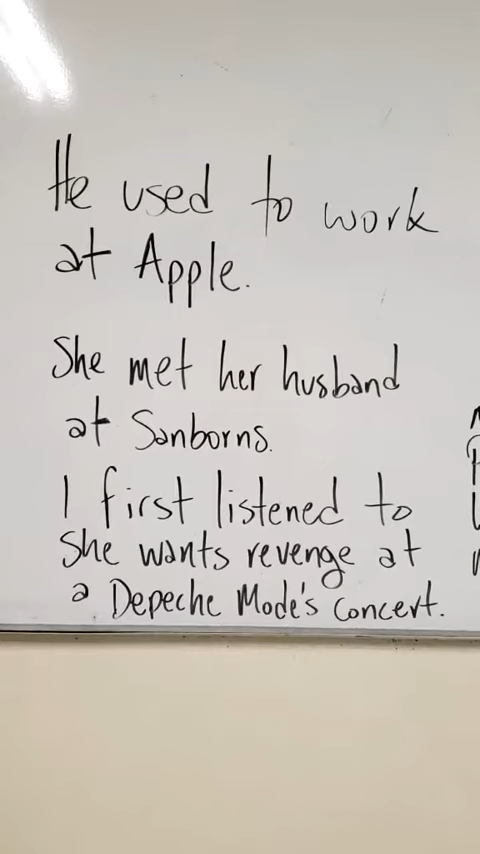 He used to work
at Apple.
She met her husband
at Sanborns.
I first listened to
She wants revenge at
a Depeche Mode's concert.